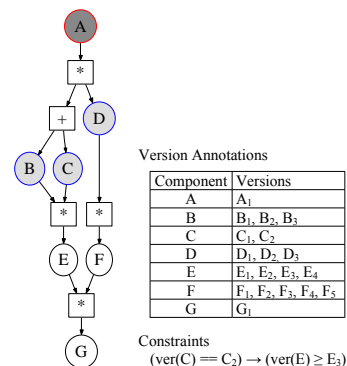 A
*
+
D
B
C
*
*
E
F
*
G
Version Annotations
Component Versions
A A₁
B B₁, B₂, B₃
C C₁, C₂
D D₁, D₂, D₃
E E₁, E₂, E₃, E₄
F F₁, F₂, F₃, F₄, F₅
G G₁
Constraints
(ver(C) == C₂) → (ver(E) ≥ E₃)